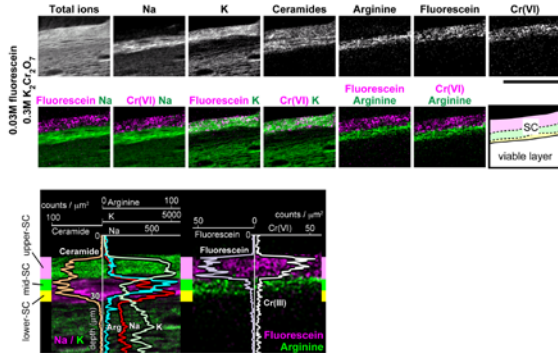 Total ions Na K Ceramides Arginine Fluorescein Cr(VI)
0.03M fluorescein
0.3M K2Cr2O7
Fluorescein Na Cr(VI) Na Fluorescein K Cr(VI) K Fluorescein Arginine Cr(VI) Arginine
SC
viable layer
counts / μm²
100
Ceramide
0 Arginine 100
K 5000
Na 500
50
Fluorescein
0
0
counts / μm²
Cr(VI) 50
upper-SC
mid-SC
lower-SC
Ceramide
30
depth (μm)
Arg Na K
Na / K
Fluorescein
Cr(III)
Fluorescein
Arginine